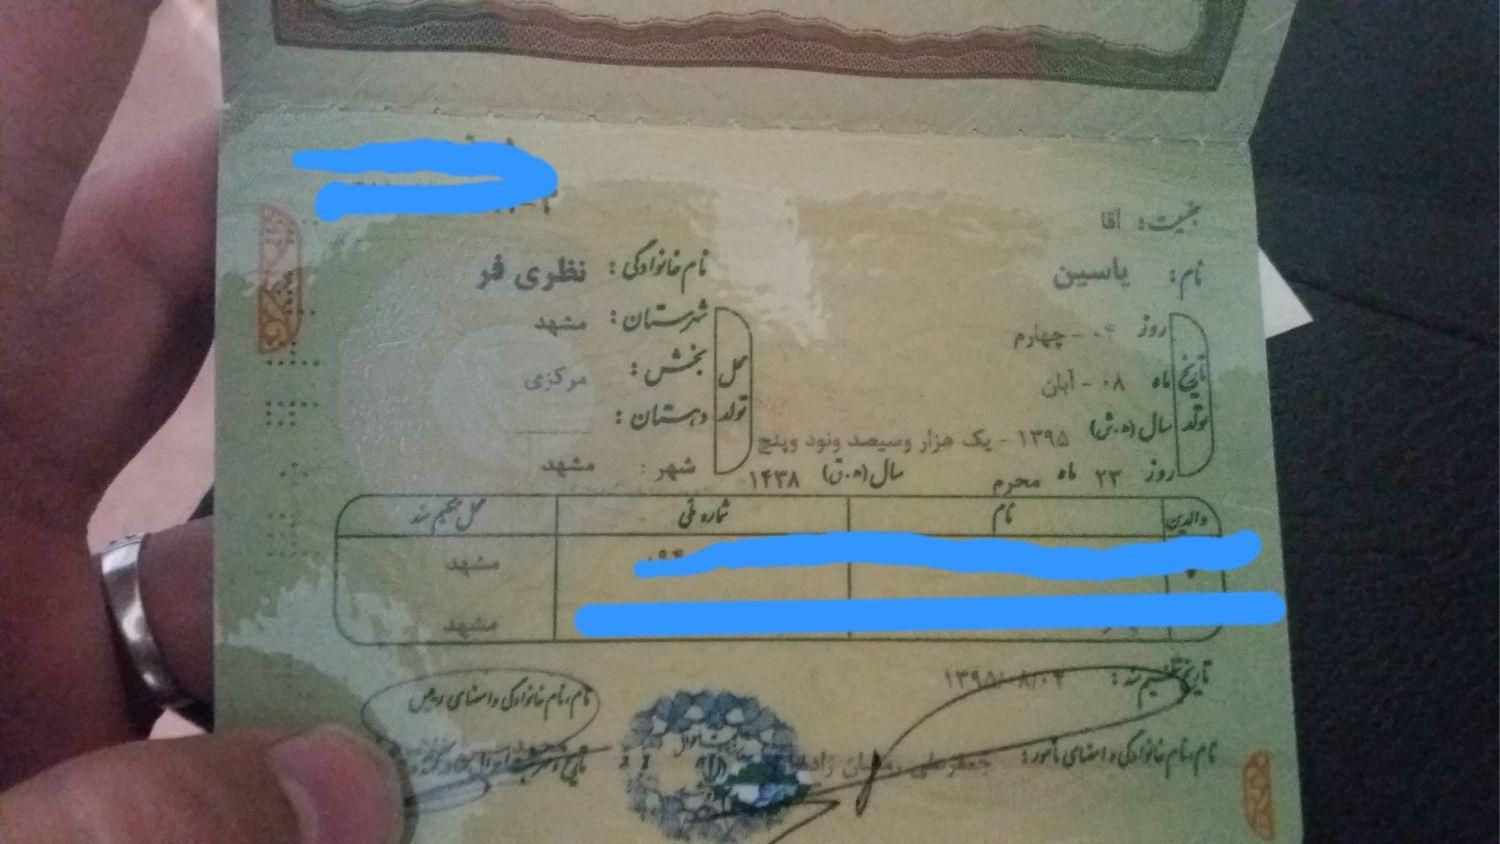 جنسیت: آقا
نام: یاسین
نام خانوادگی: نظری فر
تاریخ تولد
روز ۰۴ - چهارم
ماه ۰۸ - آبان
سال (ه.ش) ۱۳۹۵ - یک هزار وسیصد ونود وپنج
روز ۲۳ ماه محرم سال (ه.ق) ۱۴۳۸
محل تولد
شهرستان: مشهد
بخش: مرکزی
دهستان:
شهر: مشهد
والدین نام شماره ملی محل تنظیم سند
مشهد
مشهد
تاریخ تنظیم سند: ۱۳۹۵/۰۸/۰۴
نام، نام خانوادگی و امضای مأمور:
نام، نام خانوادگی و امضای